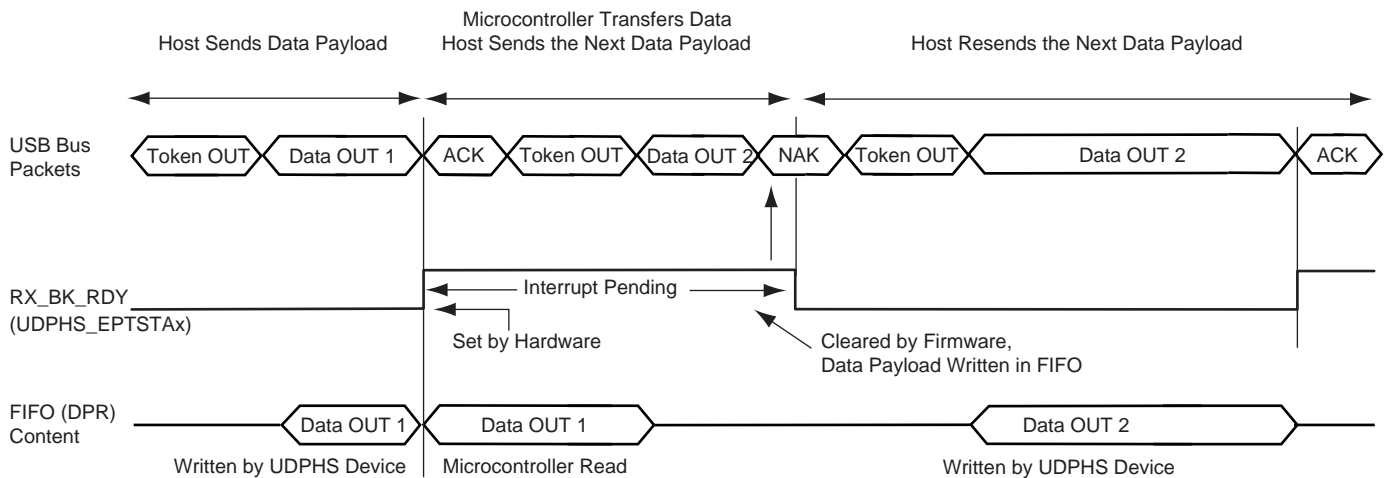 Microcontroller Transfers Data
Host Sends Data Payload
Host Sends the Next Data Payload
Host Resends the Next Data Payload
USB Bus
Packets
Token OUT
Data OUT 1
ACK
Token OUT
Data OUT 2
NAK
Token OUT
Data OUT 2
ACK
RX_BK_RDY
(UDPHS_EPTSTAx)
Interrupt Pending
Set by Hardware
Cleared by Firmware,
Data Payload Written in FIFO
FIFO (DPR)
Content
Data OUT 1
Data OUT 1
Data OUT 2
Written by UDPHS Device
Microcontroller Read
Written by UDPHS Device